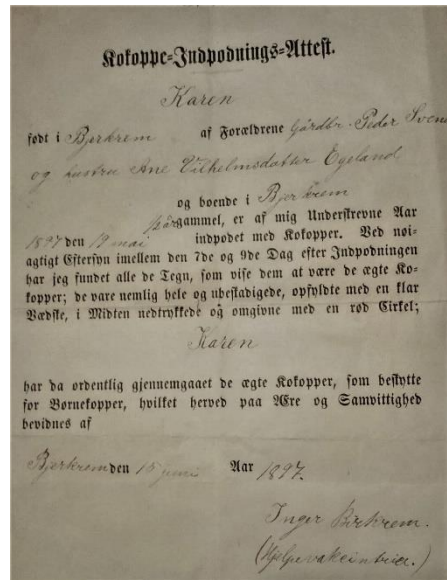 Kokoppe-Indpodnings-Attest.
Karen
født i Bjerkrem af Forældrene Gårdbr. Peder Svend
og hustru Ane Vilhelmsdatter Egeland
og boende i Bjerkrem
gammel, er af mig Underskrevne Aar
1897 den 19 mai indpodet med Kokopper. Ved nøi-
agtigt Eftersyn imellem den 7de og 9de Dag efter Indpodningen
har jeg fundet alle de Tegn, som vise dem at være de ægte Ko-
kopper; de vare nemlig hele og ubeskadigede, opfyldte med en klar
Vædske, i Midten nedtrykkede og omgivne med en rød Cirkel;
Karen
har da ordentlig gjennemgaaet de ægte Kokopper, som beskytte
for Børnekopper, hvilket herved paa Ære og Samvittighed
bevidnes af
Bjerkrem den 15 juni Aar 1897.
Inger Birkrem.
(Hjelpevakcinatrice.)